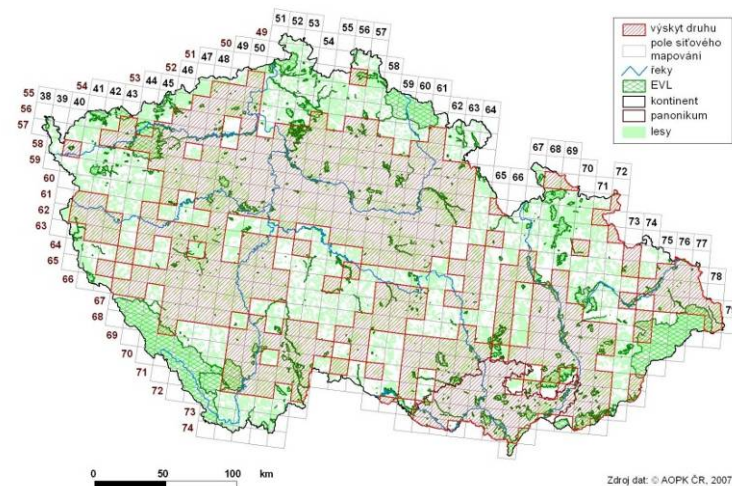 51 52 53
49 54 55 56 57
50 49 50 58
51 47 48 59 60 61
52 46 62 63 64
53 44 45
54 41 42 43
55 38 39 40
56
57
58
59
60
61
62
63
64
65
66
67
68
69
70
71
72
73
74
65 66 67 68 69
70
71 72
73 74
75 76 77
78
výskyt druhu
pole síťového
mapování
řeky
EVL
kontinent
panonikum
lesy
0 50 100 km
Zdroj dat: © AOPK ČR, 2007